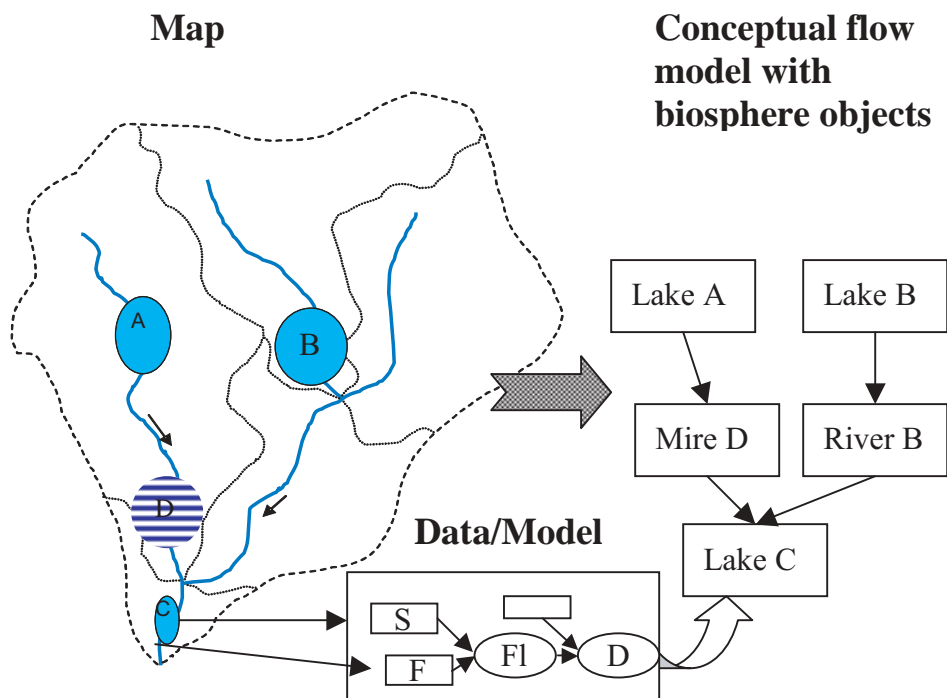 Map
Conceptual flow
model with
biosphere objects
A
B
D
C
Lake A
Lake B
Mire D
River B
Lake C
Data/Model
S
F
Fl
D